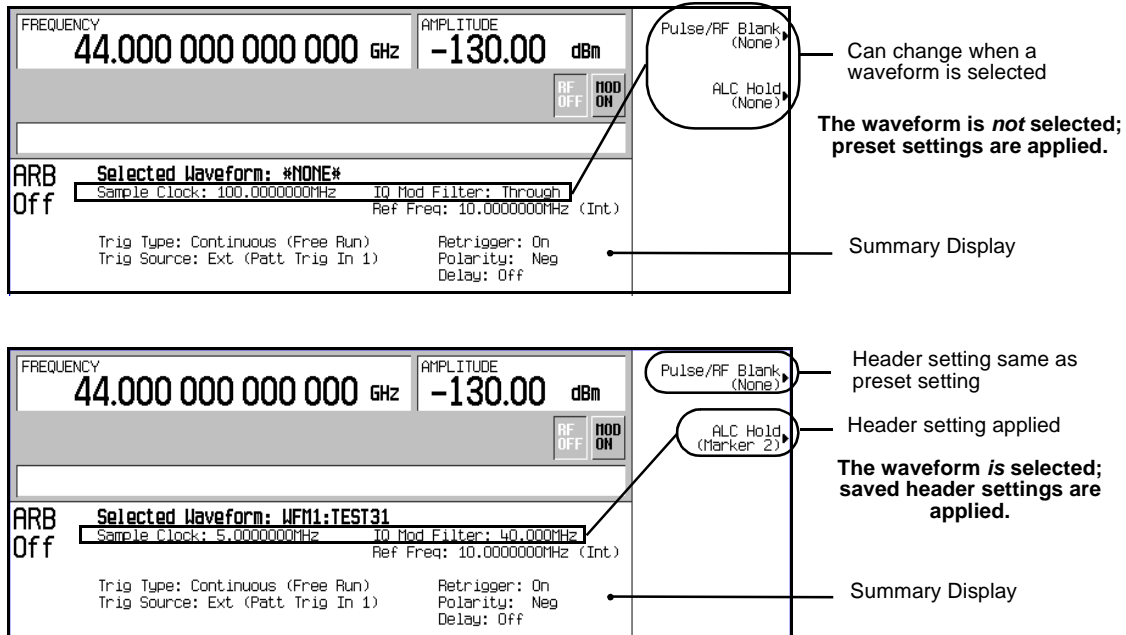 FREQUENCY
44.000 000 000 000 GHz
AMPLITUDE
-130.00 dBm
RF OFF
MOD ON
Pulse/RF Blank
(None)
ALC Hold
(None)
Can change when a
waveform is selected
The waveform is not selected;
preset settings are applied.
ARB
Off
Selected Waveform: *NONE*
Sample Clock: 100.0000000MHz IQ Mod Filter: Through
Ref Freq: 10.0000000MHz (Int)
Trig Type: Continuous (Free Run) Retrigger: On
Trig Source: Ext (Patt Trig In 1) Polarity: Neg
Delay: Off
Summary Display
FREQUENCY
44.000 000 000 000 GHz
AMPLITUDE
-130.00 dBm
RF OFF
MOD ON
Pulse/RF Blank
(None)
ALC Hold
(Marker 2)
Header setting same as
preset setting
Header setting applied
The waveform is selected;
saved header settings are
applied.
ARB
Off
Selected Waveform: WFM1:TEST31
Sample Clock: 5.0000000MHz IQ Mod Filter: 40.000MHz
Ref Freq: 10.0000000MHz (Int)
Trig Type: Continuous (Free Run) Retrigger: On
Trig Source: Ext (Patt Trig In 1) Polarity: Neg
Delay: Off
Summary Display